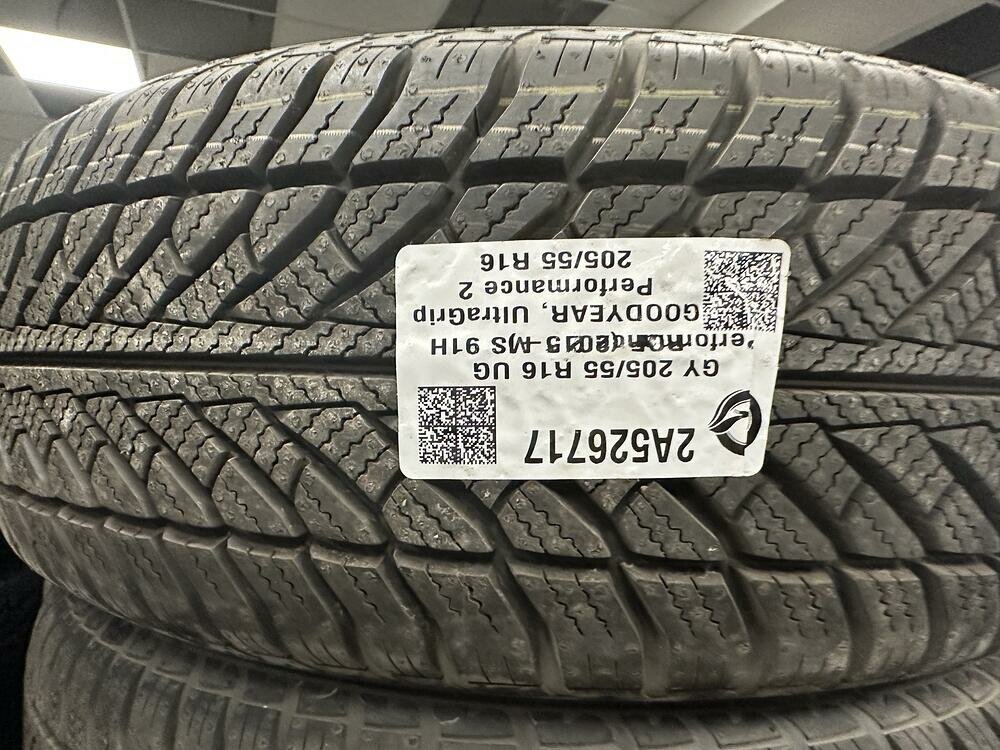 2A526717
GY 205/55 R16 UG
MS 91H
GOODYEAR, UltraGrip
Performance 2
205/55 R16